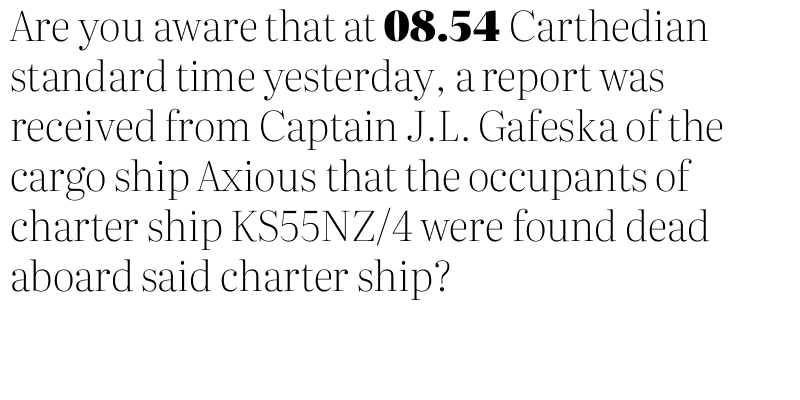 Are you aware that at 08.54 Carthedian
standard time yesterday, a report was
received from Captain J.L. Gafeska of the
cargo ship Axious that the occupants of
charter ship KS55NZ/4 were found dead
aboard said charter ship?